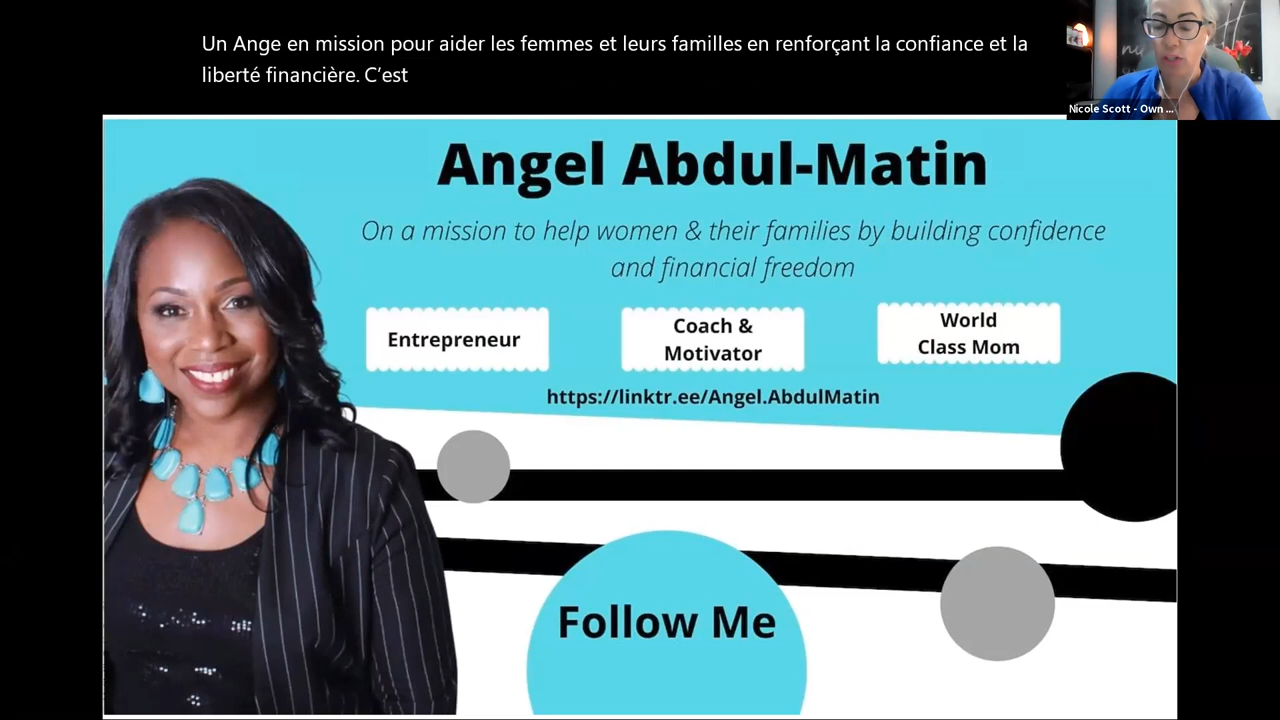 Un Ange en mission pour aider les femmes et leurs familles en renforçant la confiance et la
liberté financière. C’est
Nicole Scott - Own ...
Angel Abdul-Matin
On a mission to help women & their families by building confidence
and financial freedom
Entrepreneur
Coach &
Motivator
World
Class Mom
https://linktr.ee/Angel.AbdulMatin
Follow Me